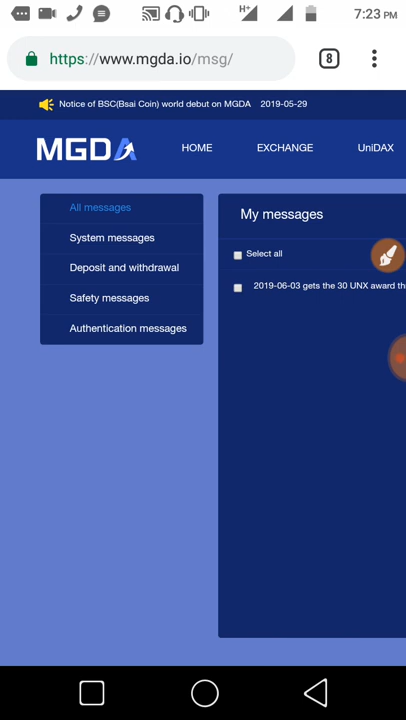 H+ 7:23 PM
https://www.mgda.io/msg/ 8
Notice of BSC(Bsai Coin) world debut on MGDA 2019-05-29
MGDA HOME EXCHANGE UniDAX
All messages
System messages
Deposit and withdrawal
Safety messages
Authentication messages
My messages
Select all
2019-06-03 gets the 30 UNX award th